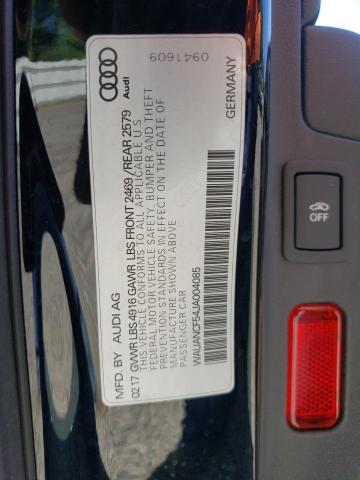 Audi
0941609
MFD. BY AUDI AG
GERMANY
0217 GVWR LBS 4916 GAWR LBS FRONT 2469 / REAR 2579
THIS VEHICLE CONFORMS TO ALL APPLICABLE U S
FEDERAL MOTOR VEHICLE SAFETY, BUMPER AND THEFT
PREVENTION STANDARDS IN EFFECT ON THE DATE OF
MANUFACTURE SHOWN ABOVE
PASSENGER CAR
WAUANCF54JA004085
OFF